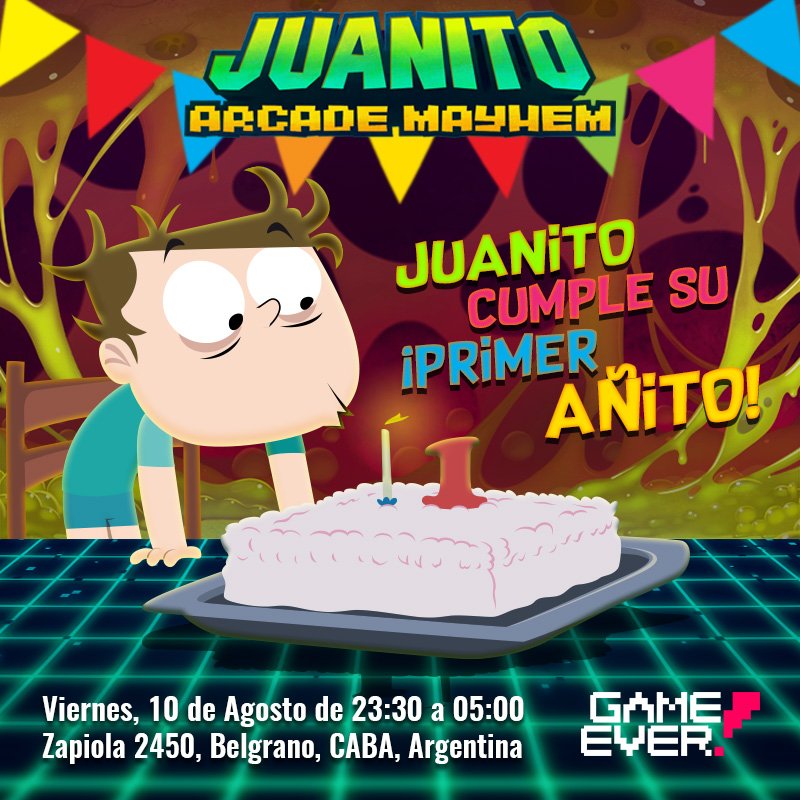 JUANITO
ARCADE MAYHEM
JUANiTO
CUMPLE SU
¡PRiMER
AÑiTO!
1
Viernes, 10 de Agosto de 23:30 a 05:00
Zapiola 2450, Belgrano, CABA, Argentina
GAME
EVER!